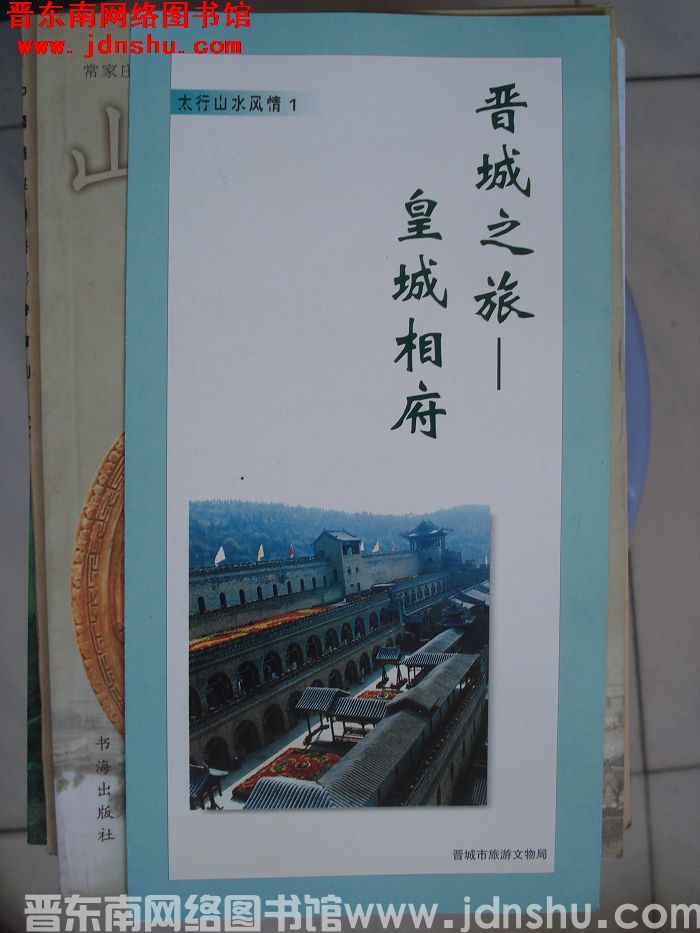 晋东南网络图书馆
www.jdnshu.com
常家庄
山
太行山水风情 1
晋城之旅—
皇城相府
书海出版社
晋城市旅游文物局
晋东南网络图书馆www.jdnshu.com